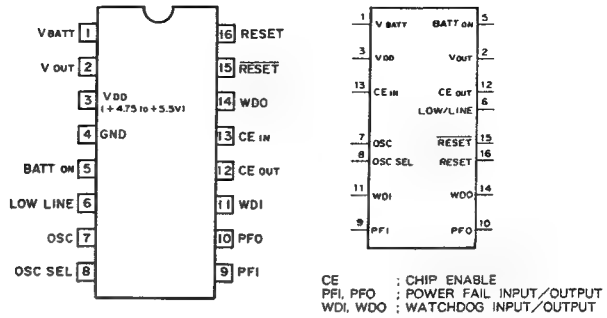 V BATT 1
V OUT 2
3 VDD
(+4.75 to +5.5V)
4 GND
BATT ON 5
LOW LINE 6
OSC 7
OSC SEL 8
16 RESET
15 RESET
14 WDO
13 CE IN
12 CE OUT
11 WDI
10 PFO
9 PFI
1 V BATT
3 VDD
13 CE IN
7 OSC
8 OSC SEL
11 WDI
9 PFI
BATT ON 5
VOUT 2
CE OUT 12
LOW/LINE 6
RESET 15
RESET 16
WDO 14
PFO 10
CE ; CHIP ENABLE
PFI, PFO ; POWER FAIL INPUT/OUTPUT
WDI, WDO ; WATCHDOG INPUT/OUTPUT